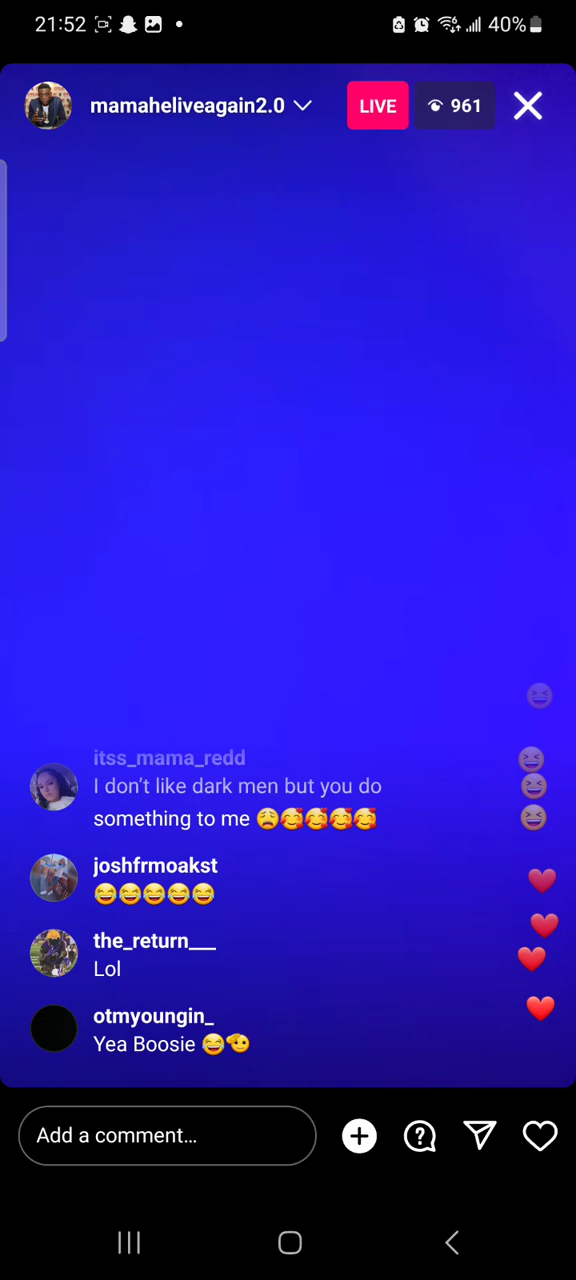 21:52
40%
mamaheliveagain2.0
LIVE
961
itss_mama_redd
I don't like dark men but you do
something to me 😩🥰🥰🥰🥰
joshfrmoakst
😂😂😂😂😂
the_return___
Lol
otmyoungin_
Yea Boosie 😂🫡
Add a comment...